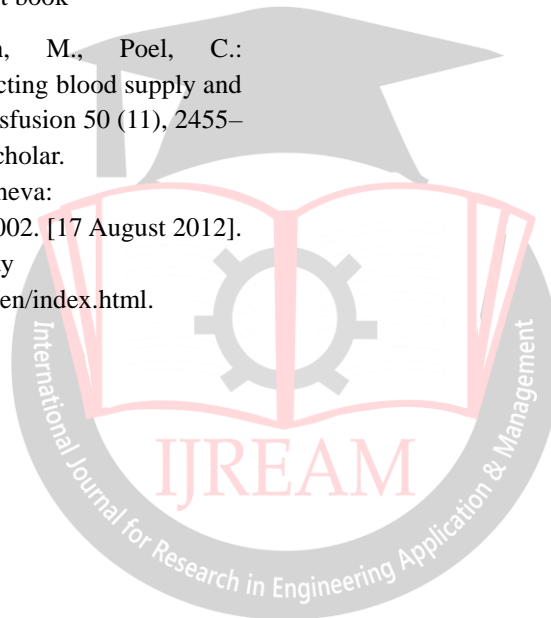 t book
n, M., Poel, C.:
cting blood supply and
sfusion 50 (11), 2455–
cholar.
neva:
002. [17 August 2012].
y
en/index.html.
IJREAM
International Journal for Research in Engineering Application & Management